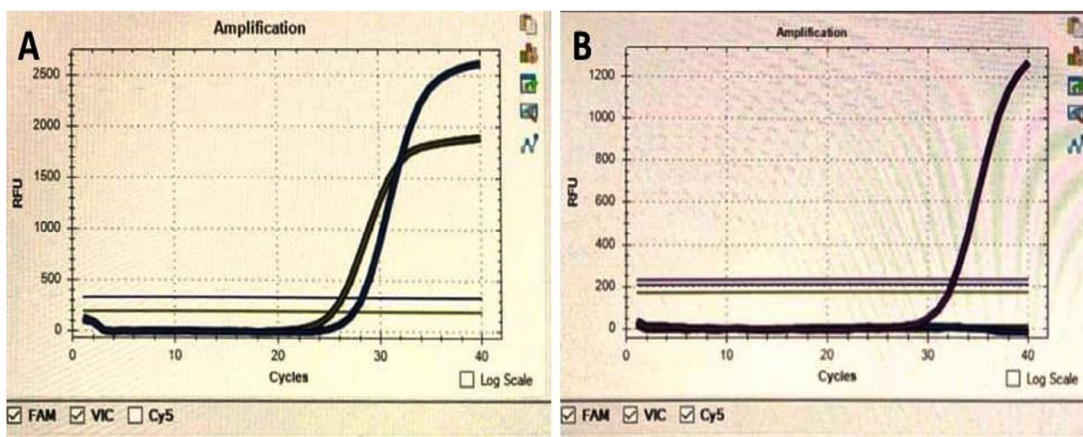 A
Amplification
RFU
2500
2000
1500
1000
500
0
0 10 20 30 40
Cycles
Log Scale
FAM VIC Cy5
B
Amplification
RFU
1200
1000
800
600
400
200
0
0 10 20 30 40
Cycles
Log Scale
FAM VIC Cy5